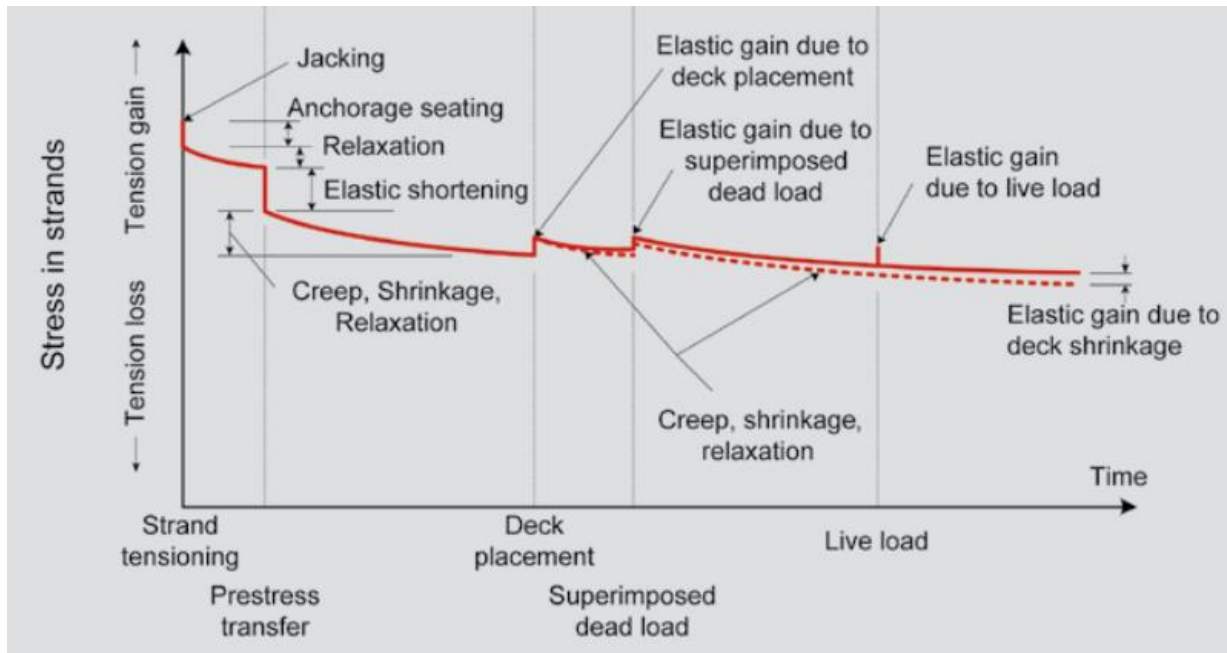 Stress in strands
Tension gain
Tension loss
Jacking
Anchorage seating
Relaxation
Elastic shortening
Creep, Shrinkage,
Relaxation
Elastic gain due to
deck placement
Elastic gain due to
superimposed
dead load
Elastic gain
due to live load
Elastic gain due to
deck shrinkage
Creep, shrinkage,
relaxation
Time
Strand
tensioning
Prestress
transfer
Deck
placement
Superimposed
dead load
Live load